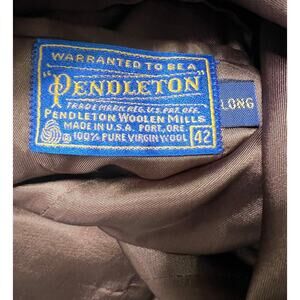 WARRANTED TO BE A
"PENDLETON"
TRADE MARK REG. U.S. PAT. OFF.
PENDLETON WOOLEN MILLS
MADE IN U.S.A. PORT, ORE.
100% PURE VIRGIN WOOL 42
LONG